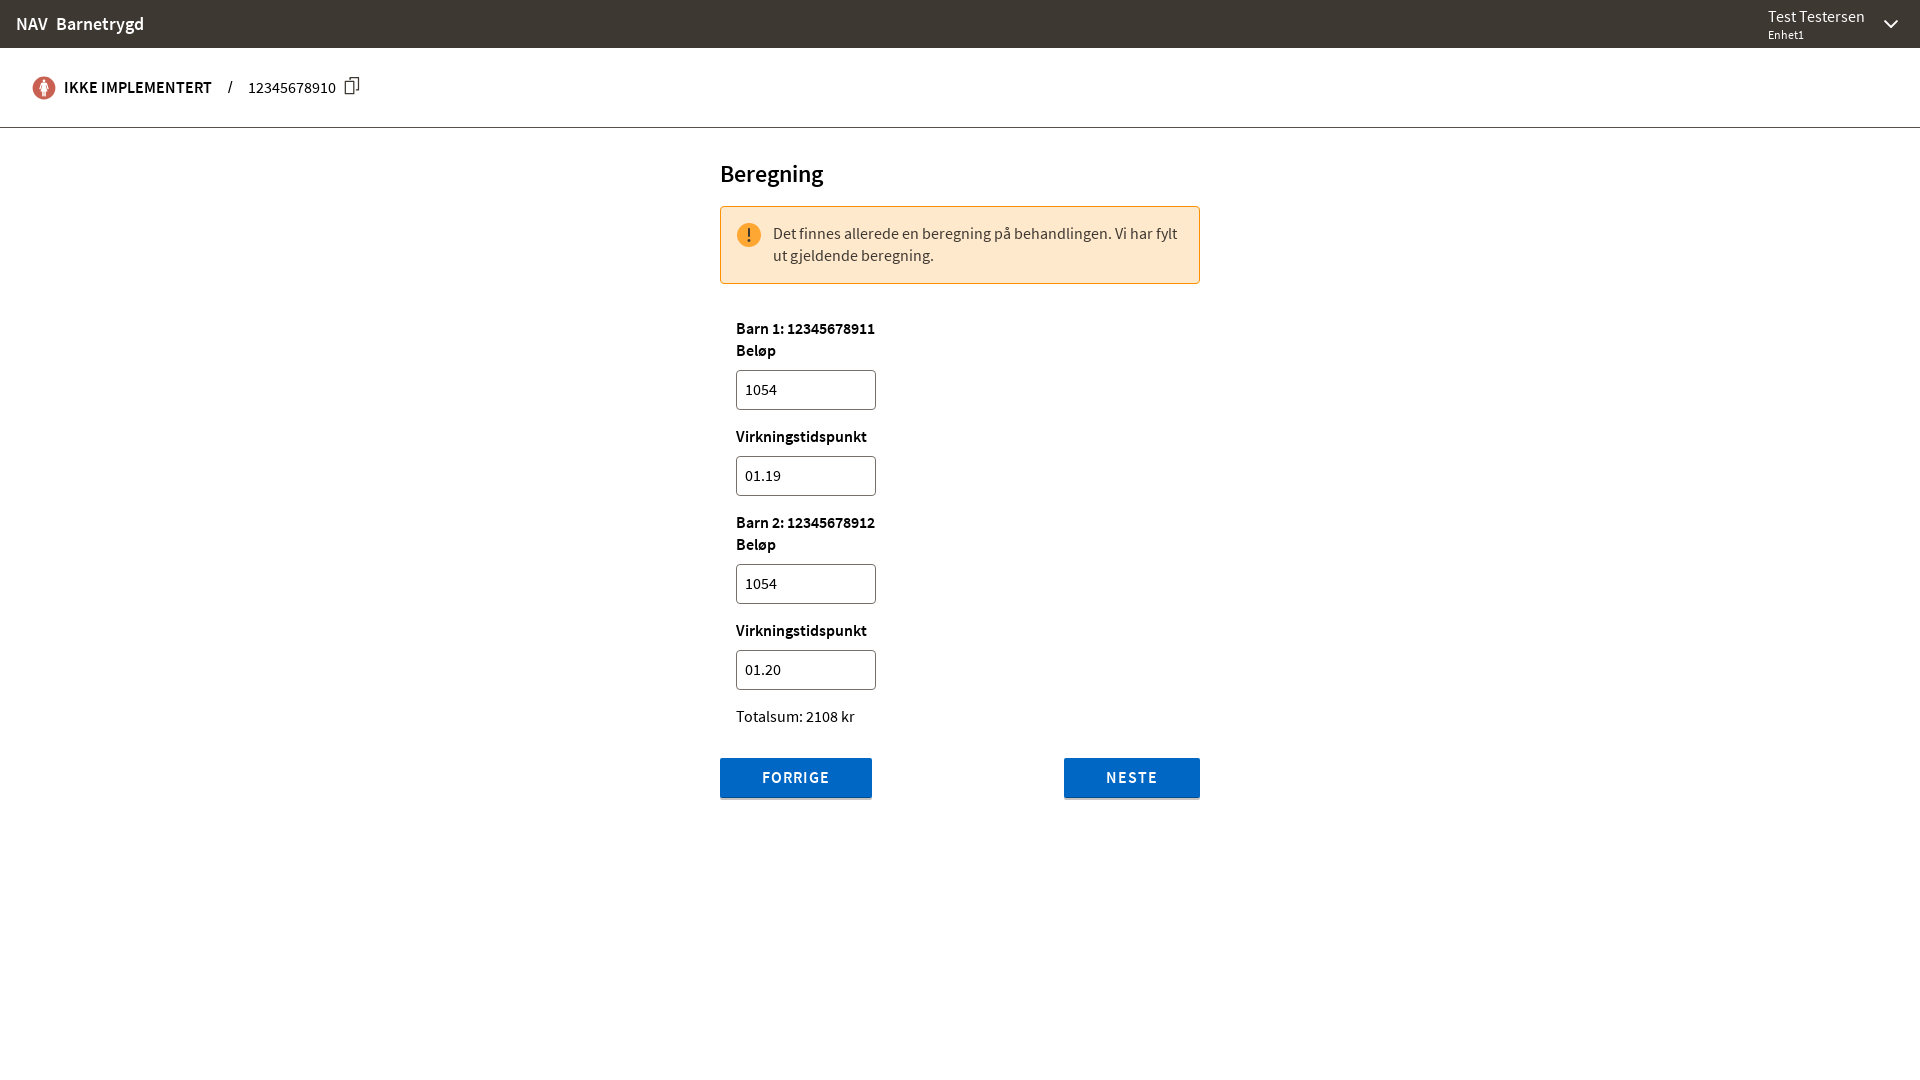 NAV Barnetrygd
Test Testersen
Enhet1
IKKE IMPLEMENTERT / 12345678910
Beregning
Det finnes allerede en beregning på behandlingen. Vi har fylt
ut gjeldende beregning.
Barn 1: 12345678911
Beløp
1054
Virkningstidspunkt
01.19
Barn 2: 12345678912
Beløp
1054
Virkningstidspunkt
01.20
Totalsum: 2108 kr
FORRIGE
NESTE